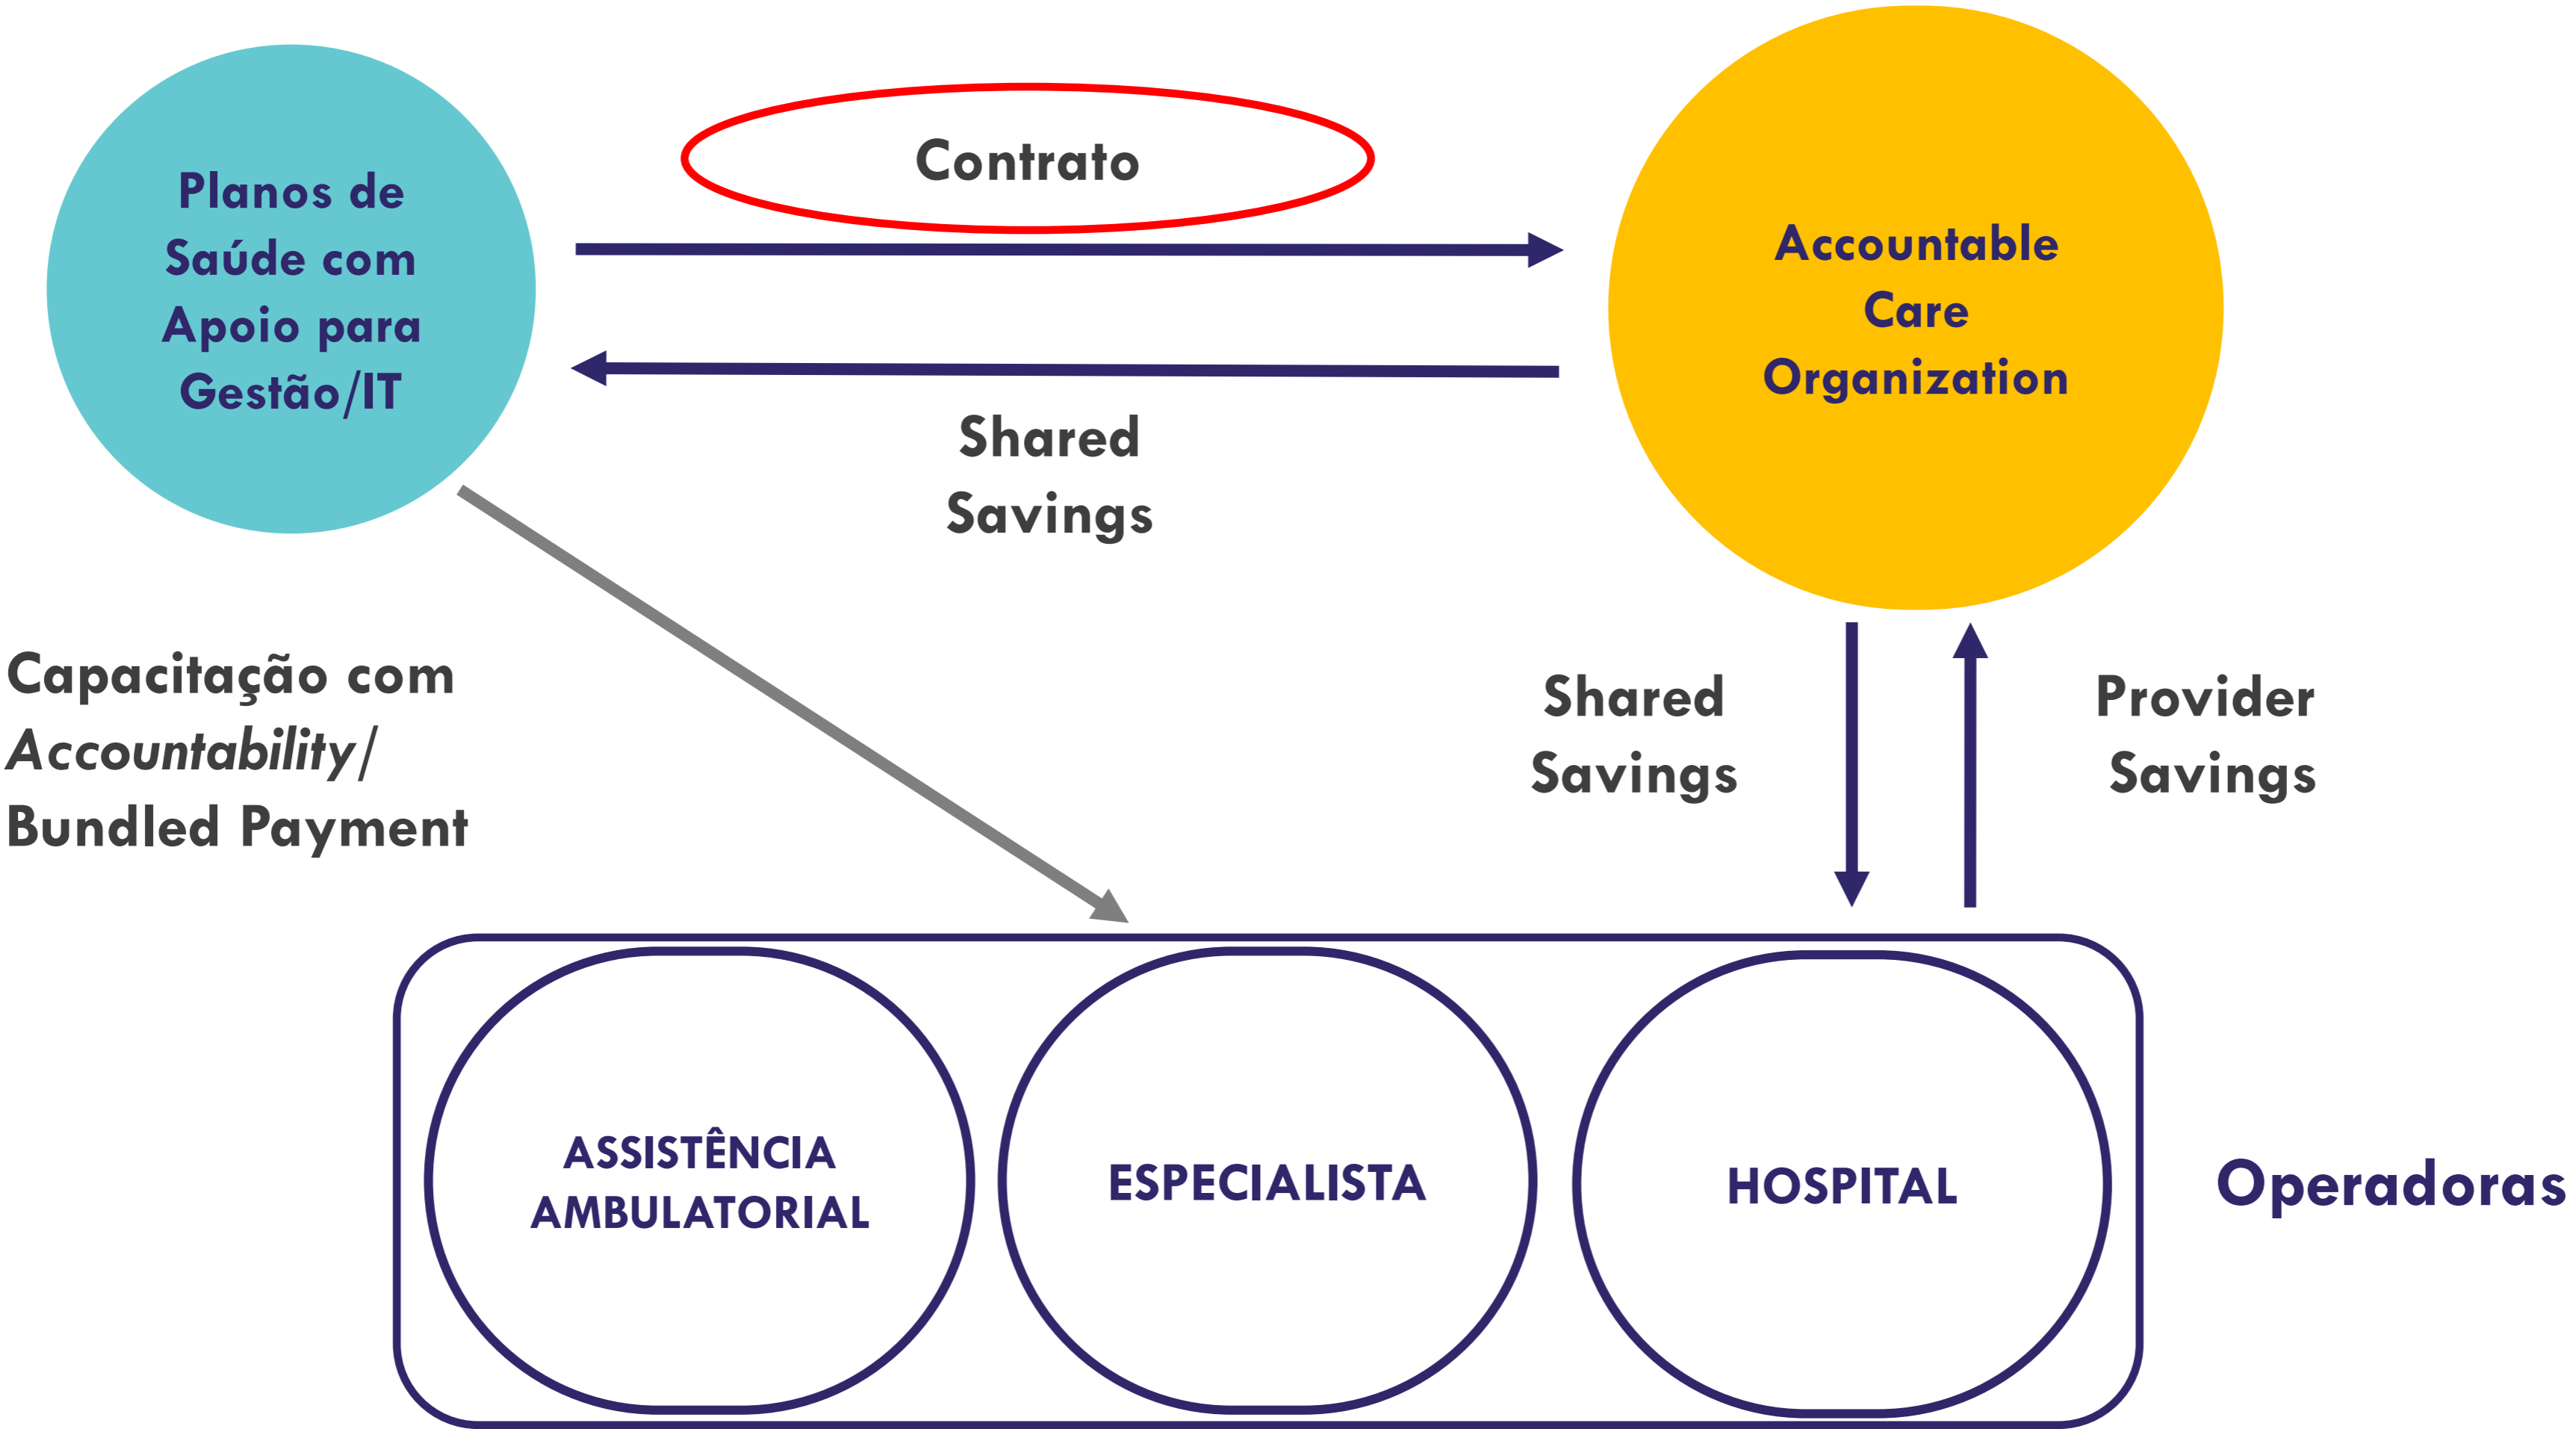 Planos de
Saúde com
Apoio para
Gestão/IT
Contrato
Shared
Savings
Accountable
Care
Organization
Capacitação com
Accountability/
Bundled Payment
Shared
Savings
Provider
Savings
ASSISTÊNCIA
AMBULATORIAL
ESPECIALISTA
HOSPITAL
Operadoras